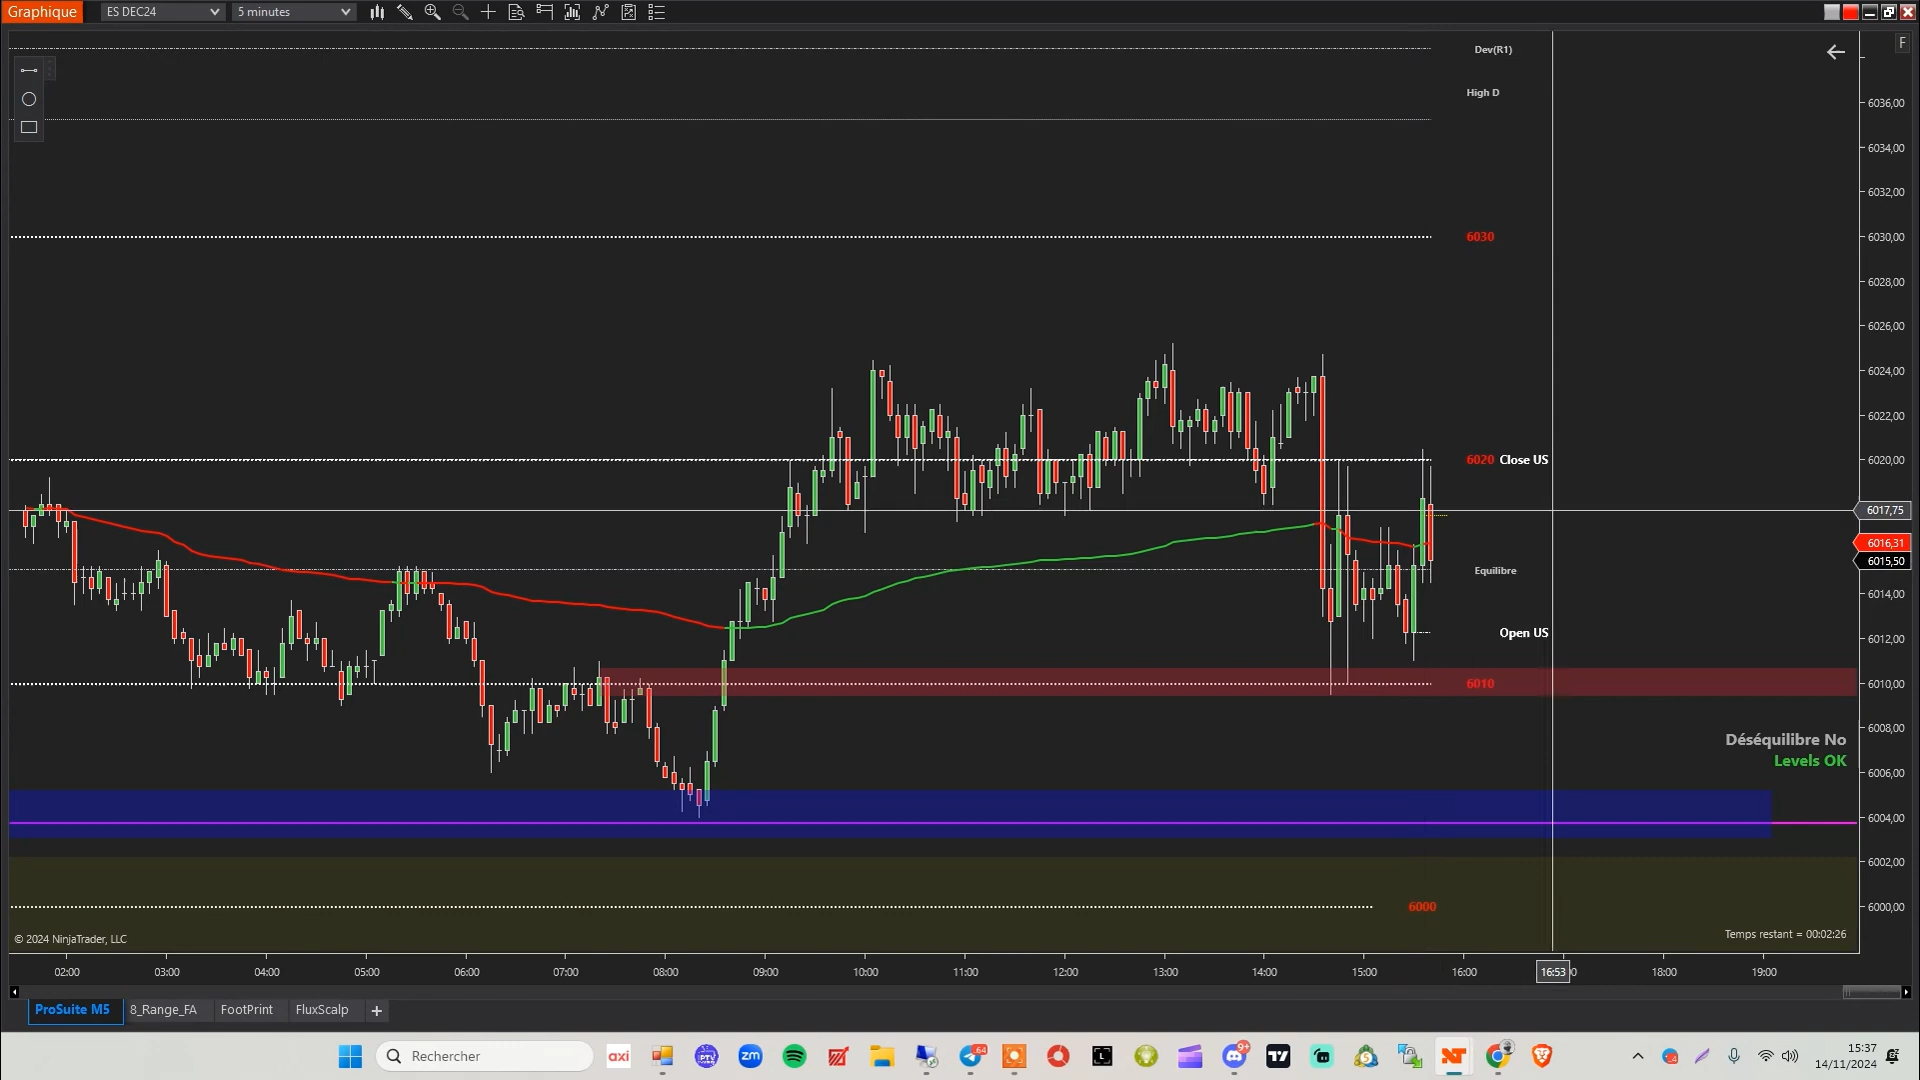 Graphique
ES DEC24
5 minutes
F
Dev(R1)
High D
6036,00
6034,00
6032,00
6030
6030,00
6028,00
6026,00
6024,00
6022,00
6020 Close US
6020,00
6017,75
6016,31
6015,50
Equilibre
6014,00
Open US
6012,00
6010
6010,00
6008,00
Déséquilibre No
Levels OK
6006,00
6004,00
6002,00
6000
6000,00
© 2024 NinjaTrader, LLC
Temps restant = 00:02:26
02:00
03:00
04:00
05:00
06:00
07:00
08:00
09:00
10:00
11:00
12:00
13:00
14:00
15:00
16:00
16:53
18:00
19:00
ProSuite M5
8_Range_FA
FootPrint
FluxScalp
+
Rechercher
axi
zm
64
9+
15:37
14/11/2024